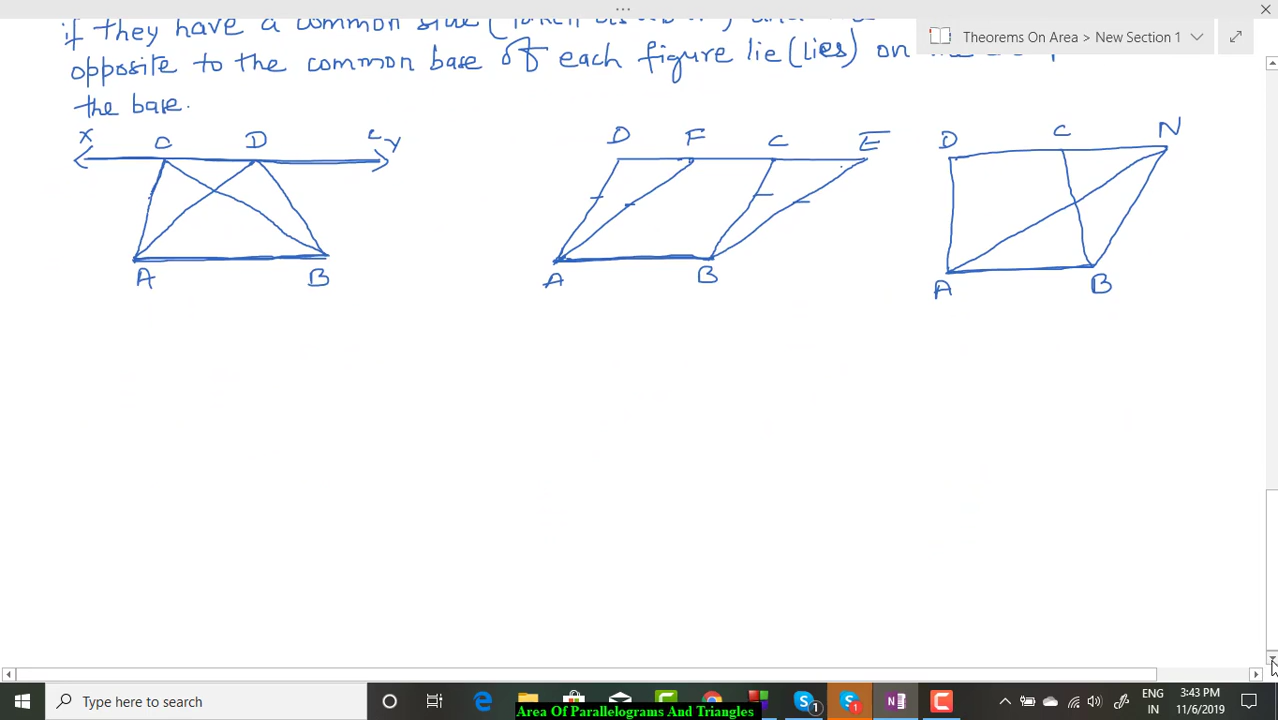 if they have a common side (
opposite to the common base of each figure lie (lies) on
the base.
Theorems On Area > New Section 1
X C D Y
A B
D F C E
A B
D C N
A B
Type here to search
1
1
N
ENG
IN
3:43 PM
11/6/2019
Area Of Parallelograms And Triangles